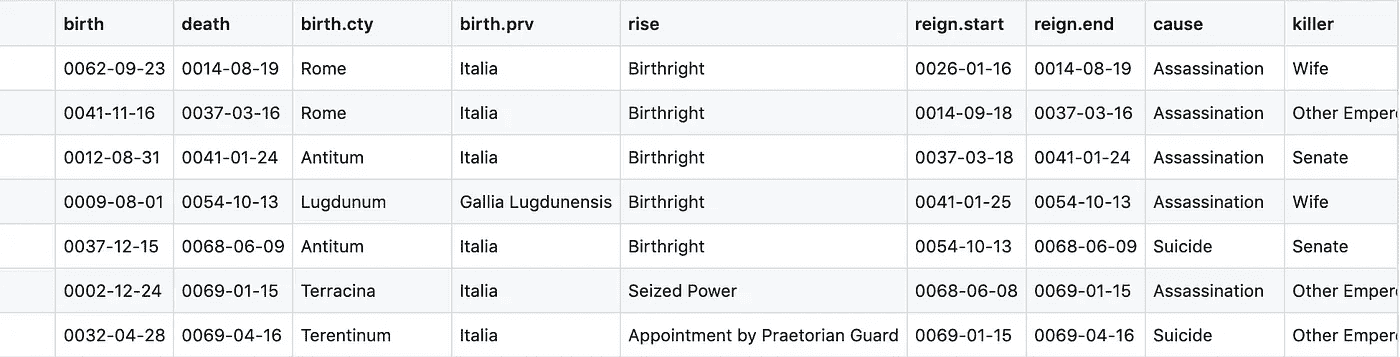 birth death birth.cty birth.prv rise reign.start reign.end cause killer
0062-09-23 0014-08-19 Rome Italia Birthright 0026-01-16 0014-08-19 Assassination Wife
0041-11-16 0037-03-16 Rome Italia Birthright 0014-09-18 0037-03-16 Assassination Other Emper
0012-08-31 0041-01-24 Antitum Italia Birthright 0037-03-18 0041-01-24 Assassination Senate
0009-08-01 0054-10-13 Lugdunum Gallia Lugdunensis Birthright 0041-01-25 0054-10-13 Assassination Wife
0037-12-15 0068-06-09 Antitum Italia Birthright 0054-10-13 0068-06-09 Suicide Senate
0002-12-24 0069-01-15 Terracina Italia Seized Power 0068-06-08 0069-01-15 Assassination Other Emper
0032-04-28 0069-04-16 Terentinum Italia Appointment by Praetorian Guard 0069-01-15 0069-04-16 Suicide Other Emper